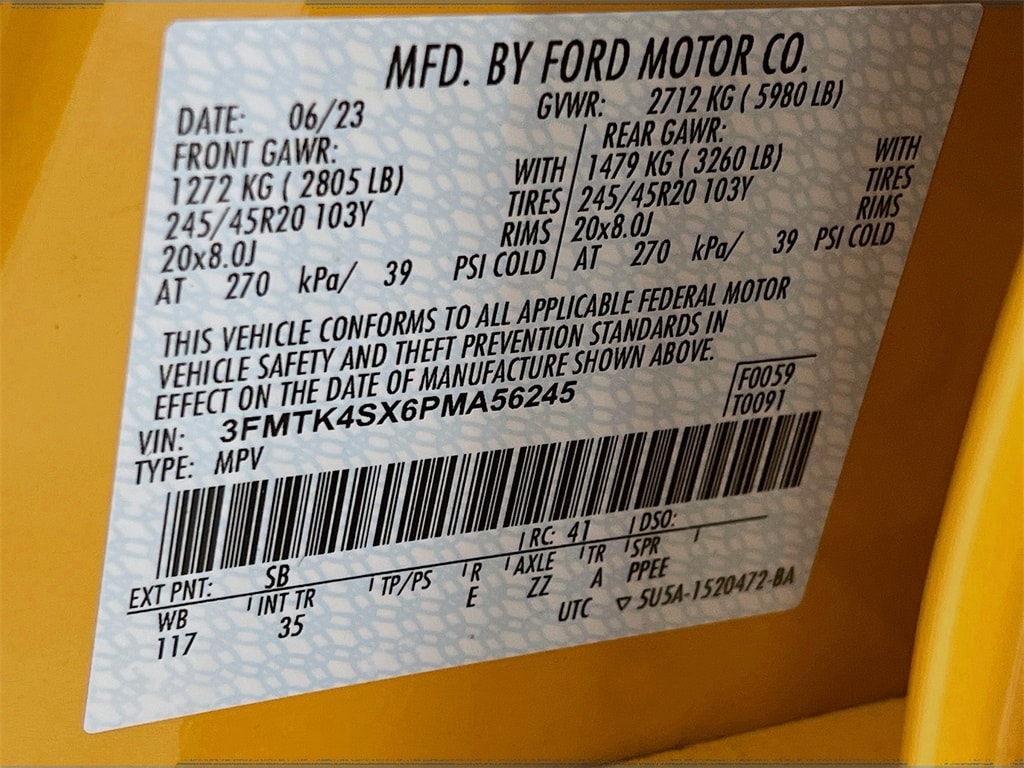 MFD. BY FORD MOTOR CO.
DATE: 06/23 GVWR: 2712 KG ( 5980 LB)
FRONT GAWR: REAR GAWR:
1272 KG ( 2805 LB) WITH 1479 KG ( 3260 LB) WITH
245/45R20 103Y TIRES 245/45R20 103Y TIRES
20x8.0J RIMS 20x8.0J RIMS
AT 270 kPa/ 39 PSI COLD AT 270 kPa/ 39 PSI COLD
THIS VEHICLE CONFORMS TO ALL APPLICABLE FEDERAL MOTOR
VEHICLE SAFETY AND THEFT PREVENTION STANDARDS IN
EFFECT ON THE DATE OF MANUFACTURE SHOWN ABOVE.
VIN: 3FMTK4SX6PMA56245 F0059
TYPE: MPV T0091
EXT PNT: SB RC: 41 DSO:
WB INT TR TP/PS R AXLE TR SPR
117 35 E ZZ A PPEE
UTC ▽ 5U5A-1520472-BA